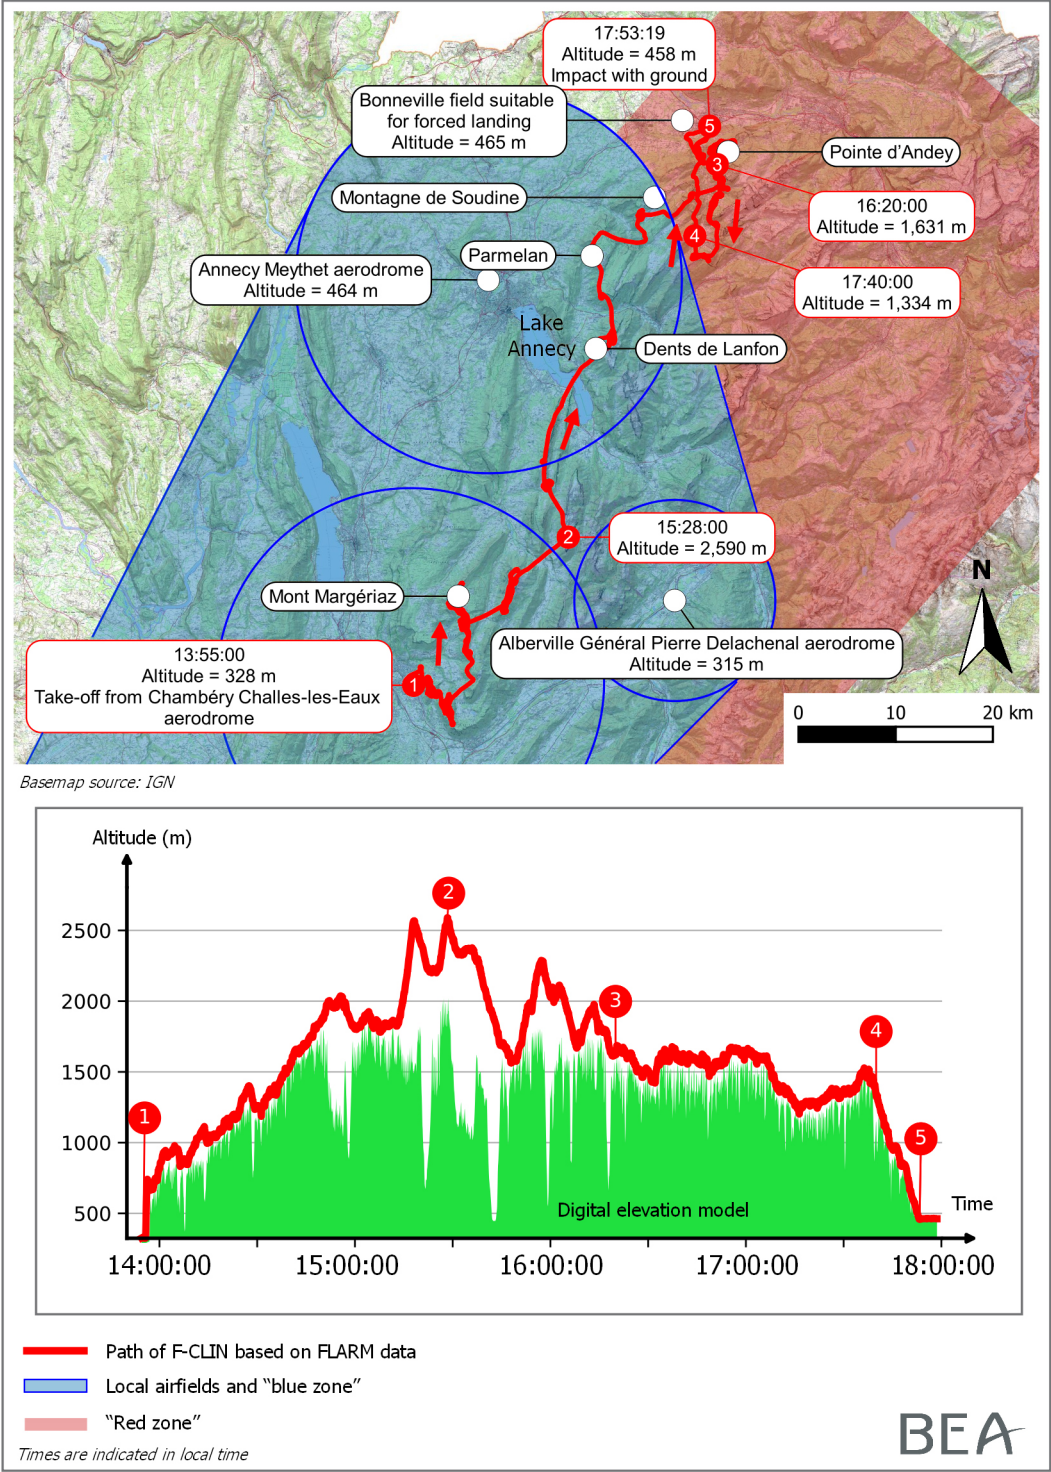 17:53:19
Altitude = 458 m
Impact with ground
Bonneville field suitable
for forced landing
Altitude = 465 m
5
Pointe d’Andey
3
Montagne de Soudine
16:20:00
Altitude = 1,631 m
4
Parmelan
Annecy Meythet aerodrome
Altitude = 464 m
17:40:00
Altitude = 1,334 m
Lake
Annecy
Dents de Lanfon
2
15:28:00
Altitude = 2,590 m
N
Mont Margériaz
Alberville Général Pierre Delachenal aerodrome
Altitude = 315 m
13:55:00
Altitude = 328 m
Take-off from Chambéry Challes-les-Eaux
aerodrome
1
0 10 20 km
Basemap source: IGN
Altitude (m)
2
2500
3
2000
4
1500
1
5
1000
500
Digital elevation model
Time
14:00:00 15:00:00 16:00:00 17:00:00 18:00:00
Path of F-CLIN based on FLARM data
Local airfields and “blue zone”
“Red zone”
Times are indicated in local time
BEA